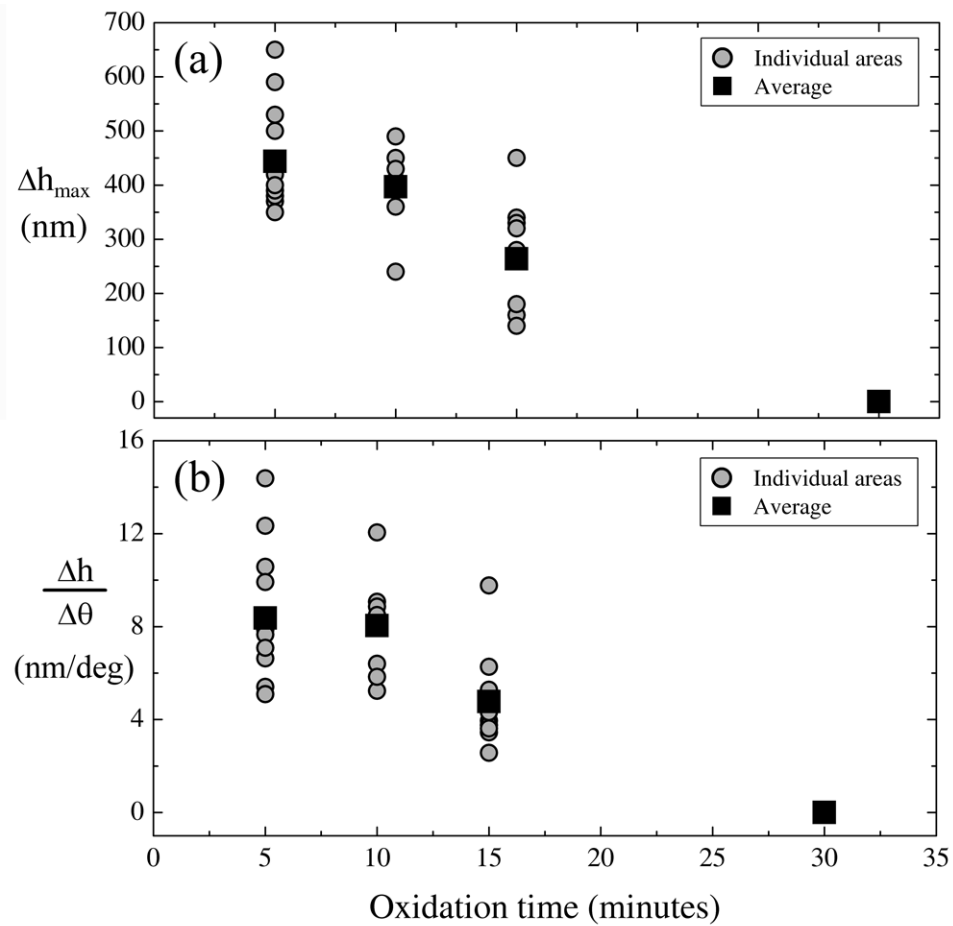 700
600
500
400
300
200
100
0
Δhmax
(nm)
(a)
Individual areas
Average
16
12
8
4
0
Δh
Δθ
(nm/deg)
(b)
Individual areas
Average
0 5 10 15 20 25 30 35
Oxidation time (minutes)